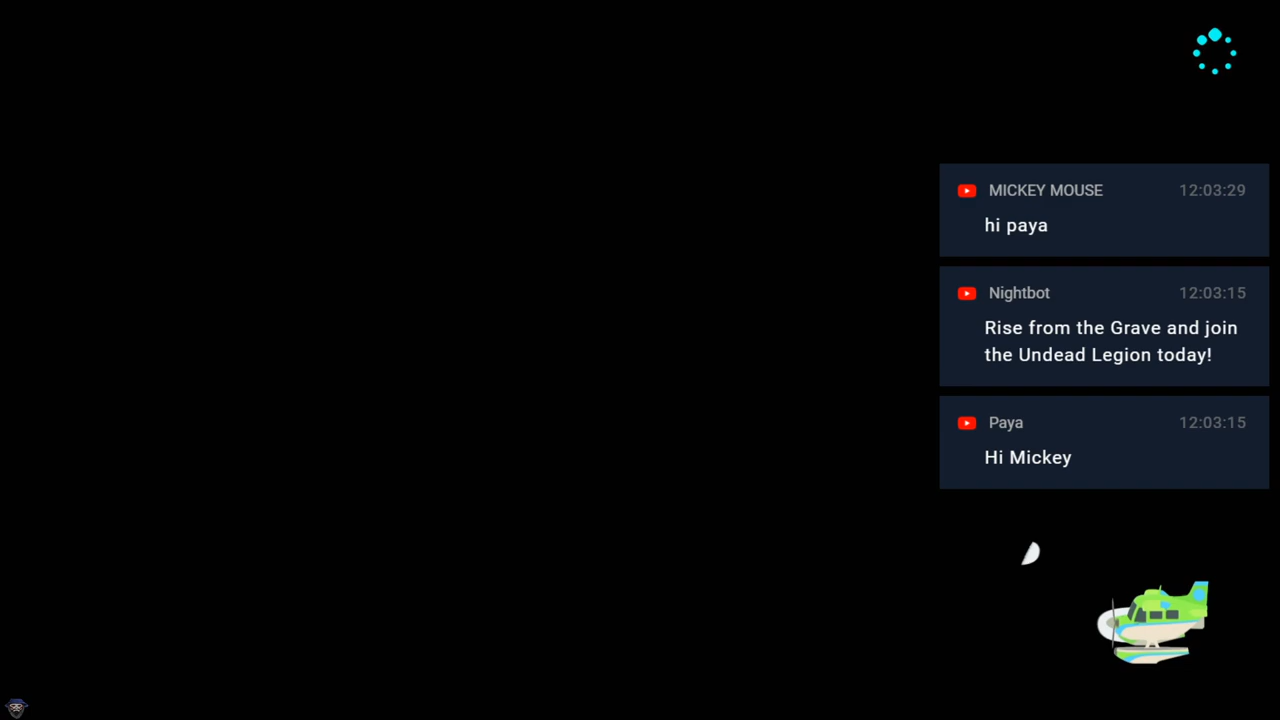 MICKEY MOUSE 12:03:29
hi paya
Nightbot 12:03:15
Rise from the Grave and join
the Undead Legion today!
Paya 12:03:15
Hi Mickey